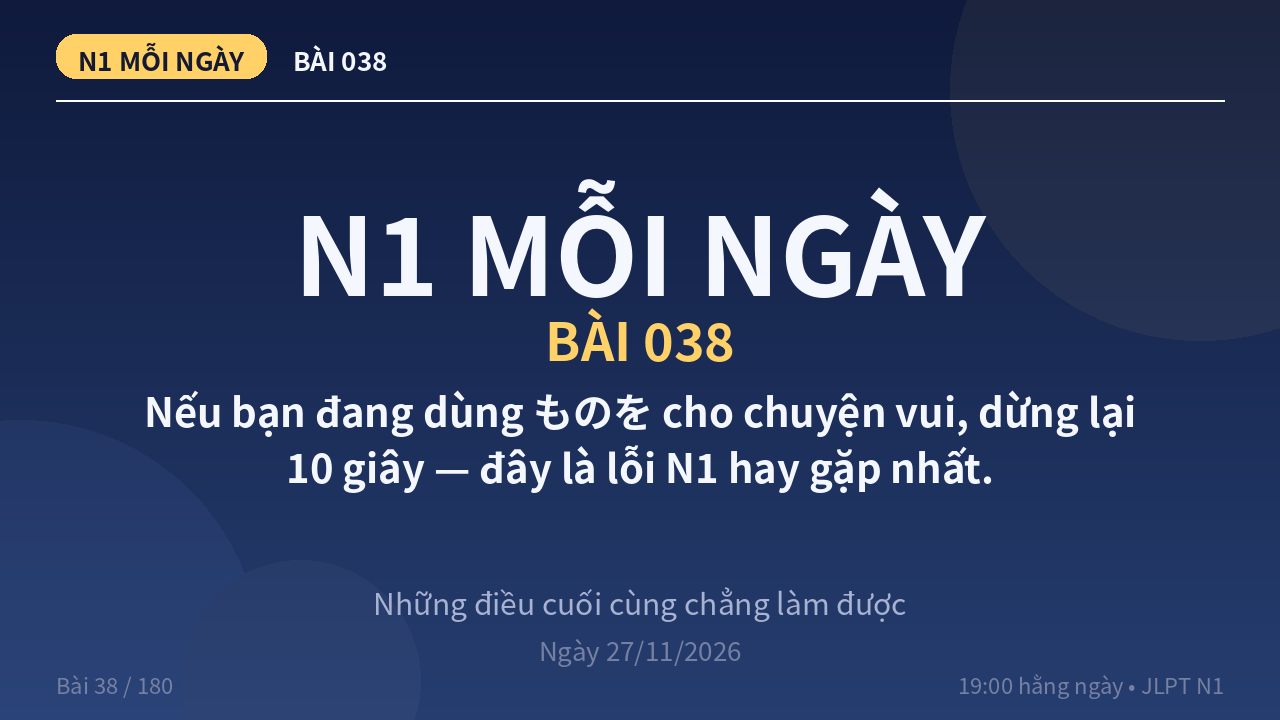 N1 MỖI NGÀY
BÀI 038
N1 MỖI NGÀY
BÀI 038
Nếu bạn đang dùng ものを cho chuyện vui, dừng lại
10 giây — đây là lỗi N1 hay gặp nhất.
Những điều cuối cùng chẳng làm được
Ngày 27/11/2026
Bài 38 / 180
19:00 hằng ngày • JLPT N1